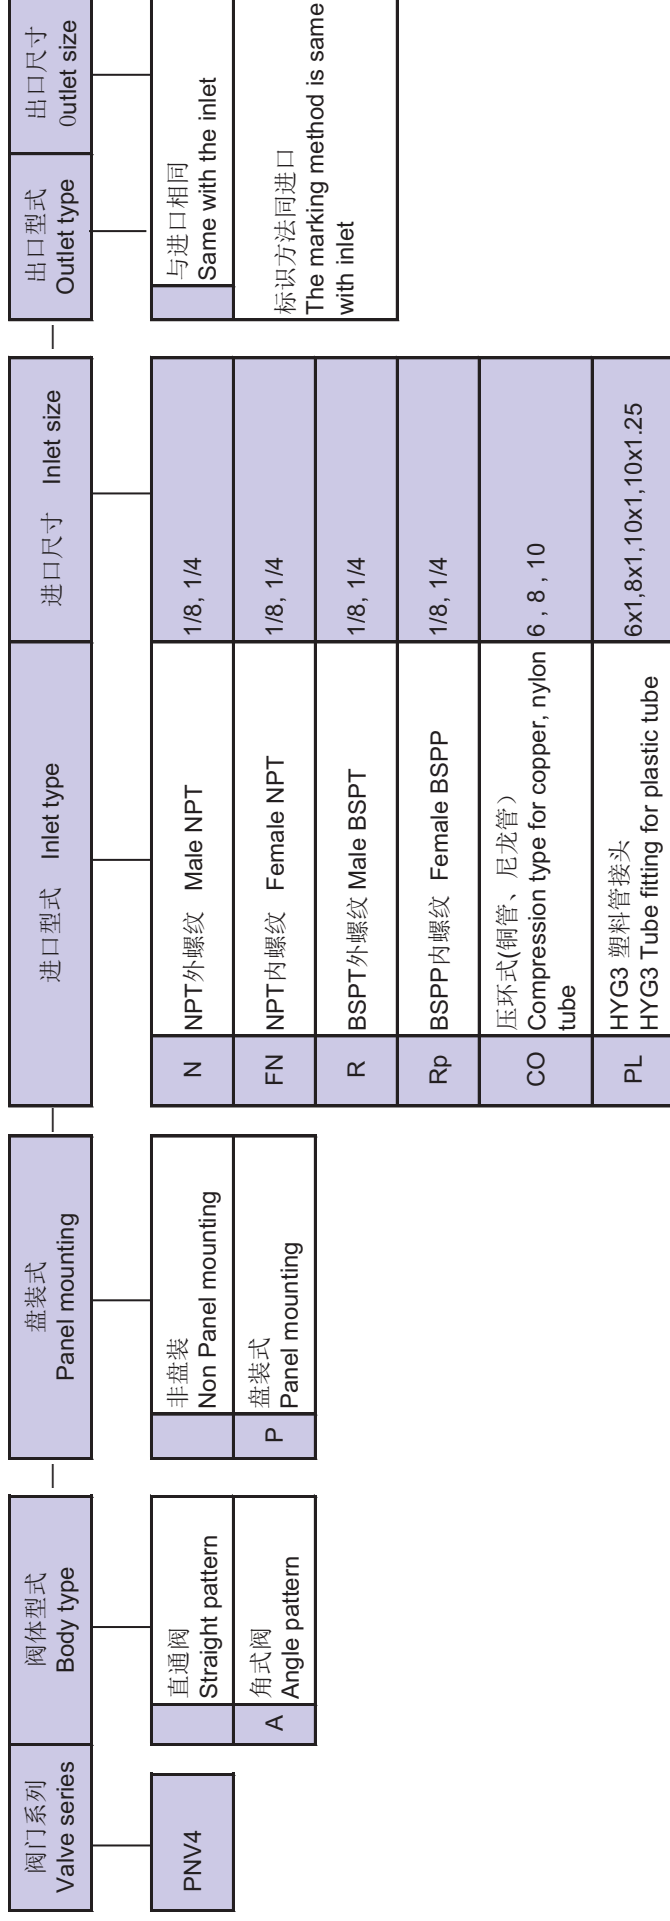 阀门系列
Valve series
PNV4
阀体型式
Body type
直通阀
Straight pattern
A
角式阀
Angle pattern
盘装式
Panel mounting
非盘装
Non Panel mounting
P
盘装式
Panel mounting
进口型式 Inlet type
进口尺寸 Inlet size
N NPT外螺纹 Male NPT 1/8, 1/4
FN NPT内螺纹 Female NPT 1/8, 1/4
R BSPT外螺纹 Male BSPT 1/8, 1/4
Rp BSPP内螺纹 Female BSPP 1/8, 1/4
CO
压环式(铜管、尼龙管)
Compression type for copper, nylon
tube
6 , 8 , 10
PL
HYG3 塑料管接头
HYG3 Tube fitting for plastic tube
6x1,8x1,10x1,10x1.25
出口型式
Outlet type
出口尺寸
Outlet size
与进口相同
Same with the inlet
标识方法同进口
The marking method is same
with inlet